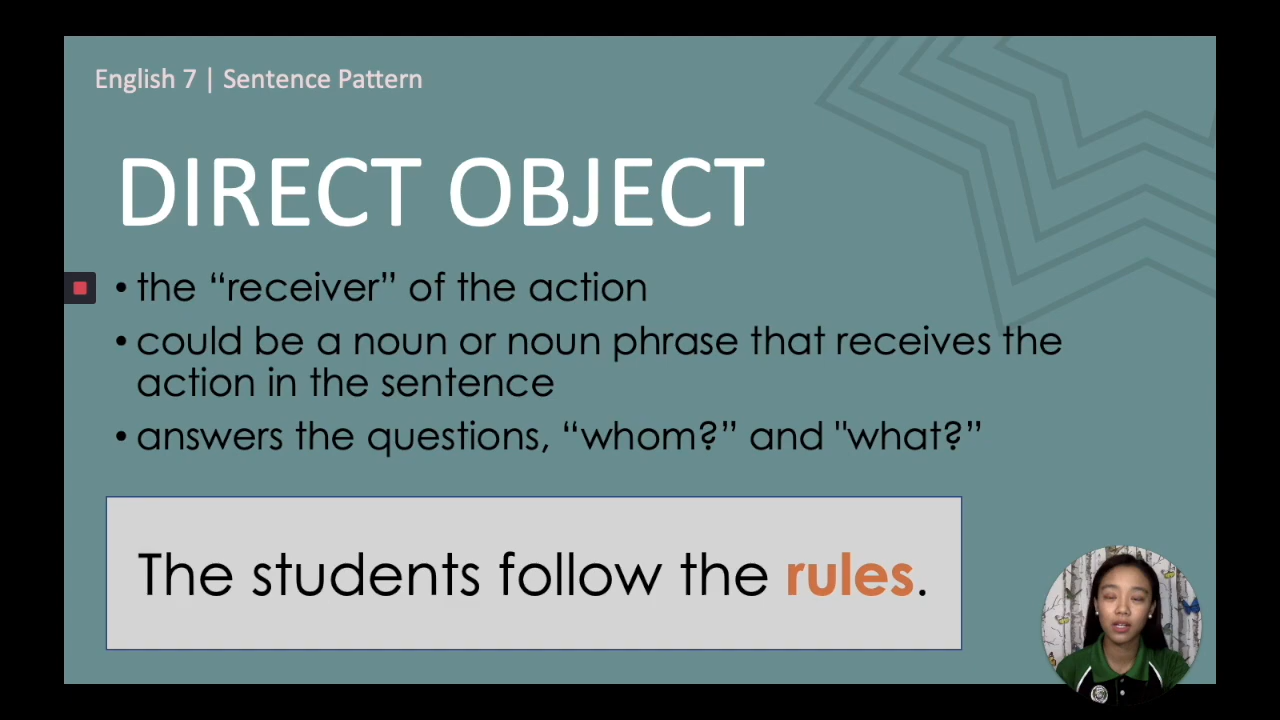 English 7 | Sentence Pattern
DIRECT OBJECT
• the “receiver” of the action
• could be a noun or noun phrase that receives the
action in the sentence
• answers the questions, “whom?” and "what?”
The students follow the rules.